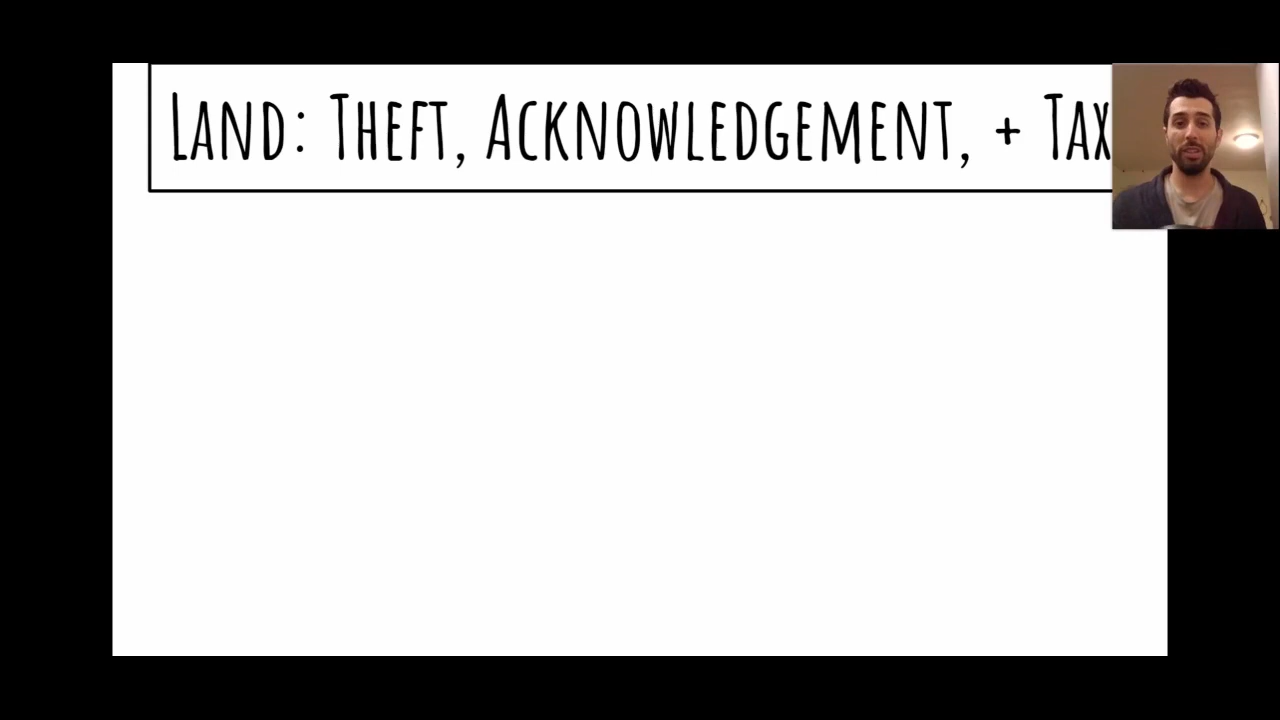 Land: Theft, Acknowledgement, + Tax